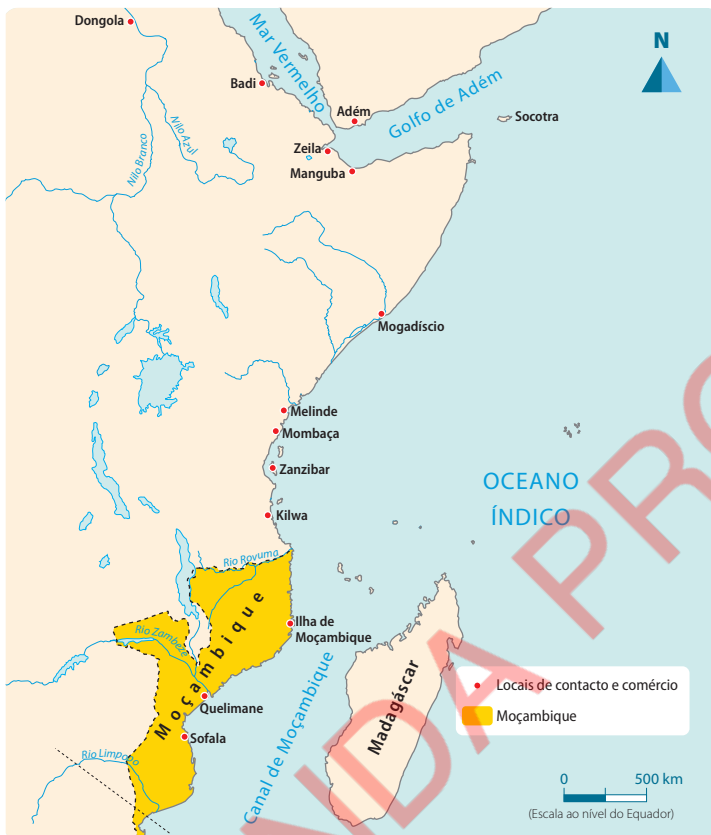 Dongola
Mar Vermelho
N
Badi
Adém
Golfo de Adém
Socotra
Nilo Azul
Nilo Branco
Zeila
Manguba
Mogadíscio
Melinde
Mombaça
Zanzibar
OCEANO
ÍNDICO
Kilwa
Rio Rovuma
Ilha de
Moçambique
Moçambique
Rio Zambeze
Quelimane
Sofala
Rio Limpopo
Canal de Moçambique
Madagáscar
Locais de contacto e comércio
Moçambique
0 500 km
(Escala ao nível do Equador)
NDA PRO